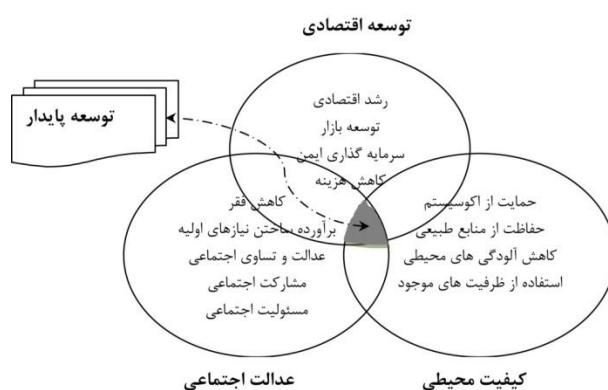 توسعه اقتصادی
توسعه پایدار
رشد اقتصادی
توسعه بازار
سرمایه گذاری ایمن
کاهش هزینه
حمایت از اکوسیستم
حفاظت از منابع طبیعی
کاهش آلودگی های محیطی
استفاده از ظرفیت های موجود
کاهش فقر
برآورده ساختن نیازهای اولیه
عدالت و تساوی اجتماعی
مشارکت اجتماعی
مسئولیت اجتماعی
کیفیت محیطی
عدالت اجتماعی